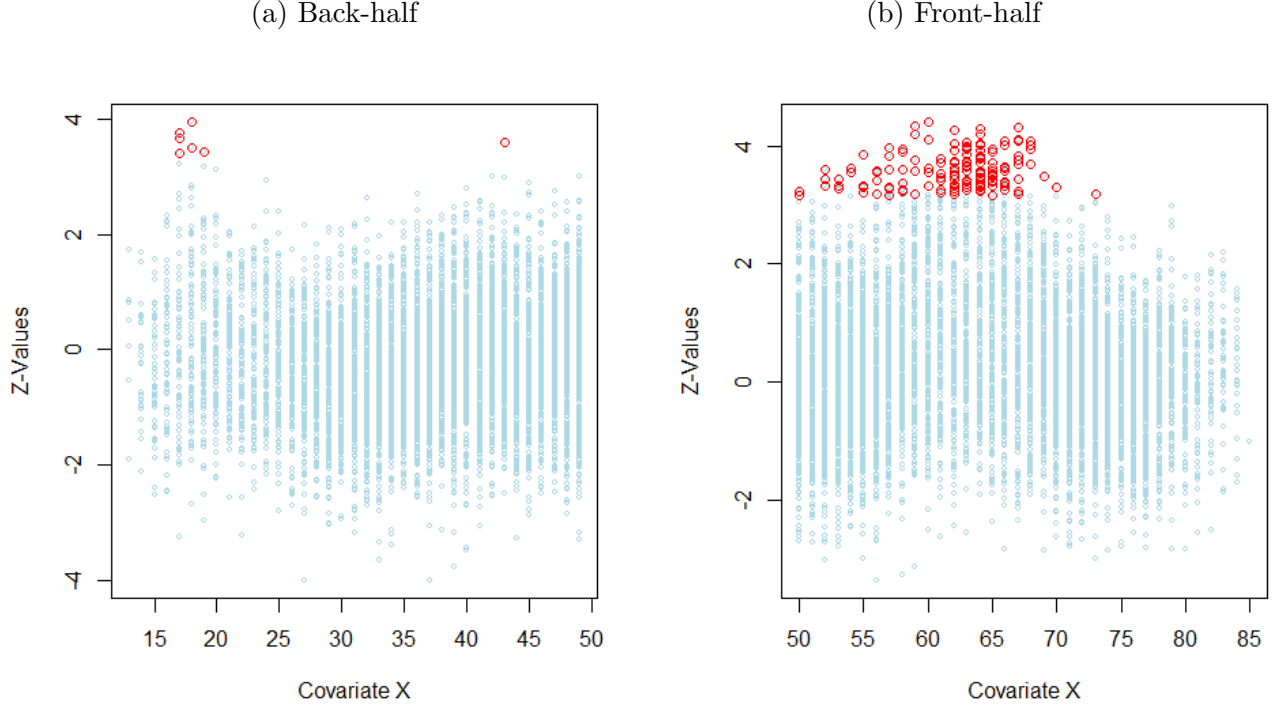 (a) Back-half
(b) Front-half
4
2
0
-2
-4
Z-Values
15 20 25 30 35 40 45 50
Covariate X
4
2
0
-2
Z-Values
50 55 60 65 70 75 80 85
Covariate X